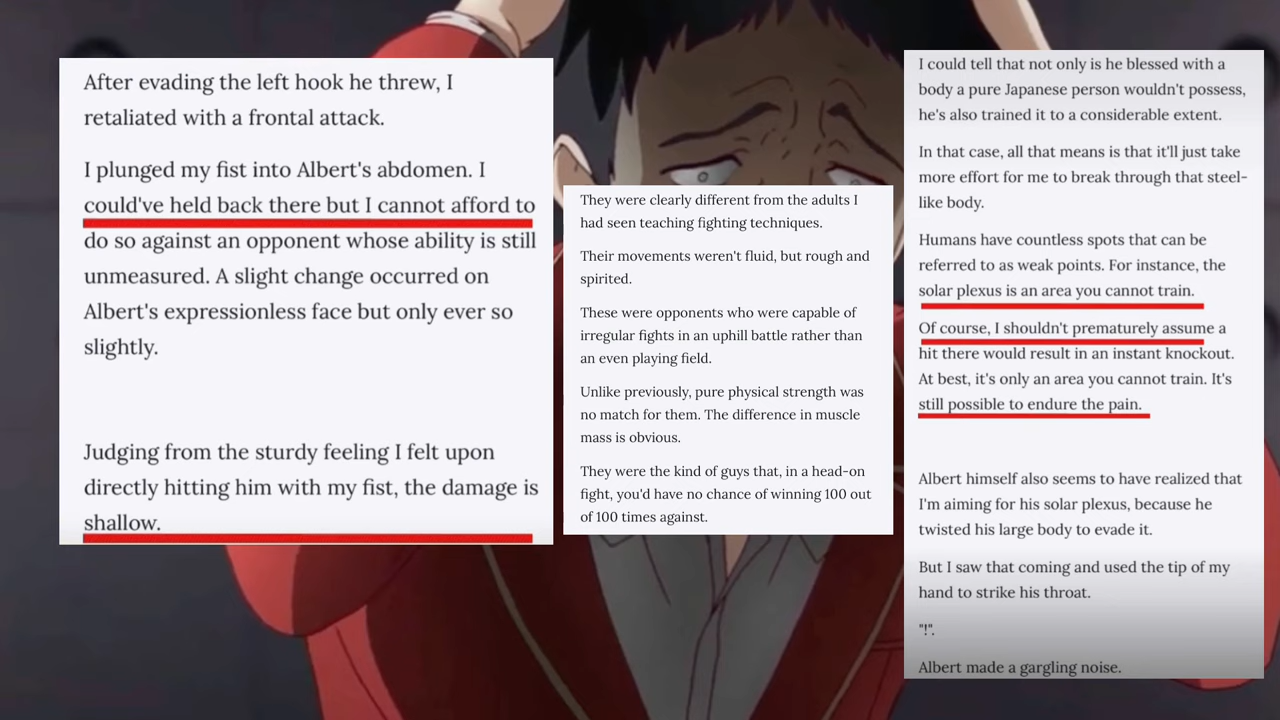 After evading the left hook he threw, I
retaliated with a frontal attack.
I plunged my fist into Albert's abdomen. I
could've held back there but I cannot afford to
do so against an opponent whose ability is still
unmeasured. A slight change occurred on
Albert's expressionless face but only ever so
slightly.
Judging from the sturdy feeling I felt upon
directly hitting him with my fist, the damage is
shallow.
They were clearly different from the adults I
had seen teaching fighting techniques.
Their movements weren't fluid, but rough and
spirited.
These were opponents who were capable of
irregular fights in an uphill battle rather than
an even playing field.
Unlike previously, pure physical strength was
no match for them. The difference in muscle
mass is obvious.
They were the kind of guys that, in a head-on
fight, you'd have no chance of winning 100 out
of 100 times against.
I could tell that not only is he blessed with a
body a pure Japanese person wouldn't possess,
he's also trained it to a considerable extent.
In that case, all that means is that it'll just take
more effort for me to break through that steel-
like body.
Humans have countless spots that can be
referred to as weak points. For instance, the
solar plexus is an area you cannot train.
Of course, I shouldn't prematurely assume a
hit there would result in an instant knockout.
At best, it's only an area you cannot train. It's
still possible to endure the pain.
Albert himself also seems to have realized that
I'm aiming for his solar plexus, because he
twisted his large body to evade it.
But I saw that coming and used the tip of my
hand to strike his throat.
"!".
Albert made a gargling noise.